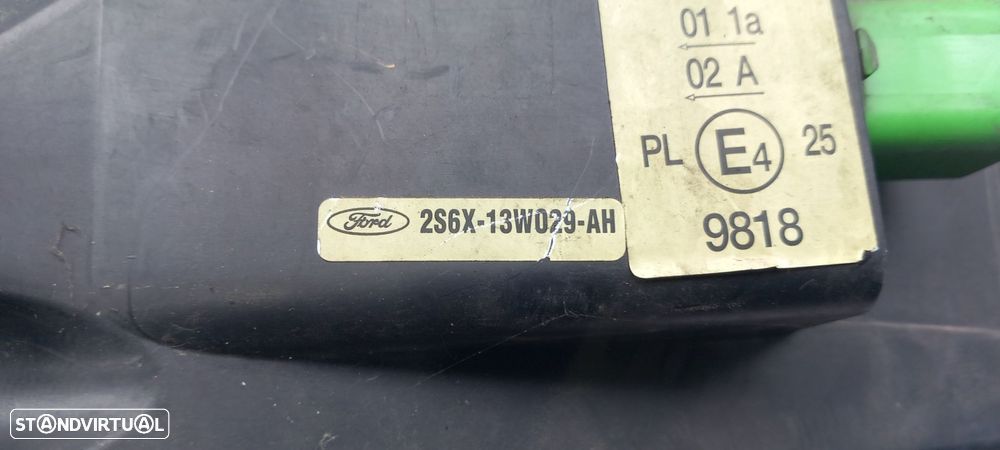 01 1a
02 A
PL E4 25
9818
Ford 2S6X-13W029-AH
STANDVIRTUAL